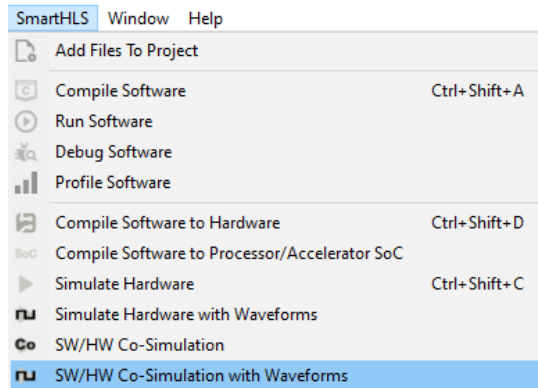 SmartHLS Window Help
Add Files To Project
C Compile Software Ctrl+Shift+A
Run Software
Debug Software
Profile Software
Compile Software to Hardware Ctrl+Shift+D
SoC Compile Software to Processor/Accelerator SoC
Simulate Hardware Ctrl+Shift+C
Simulate Hardware with Waveforms
Co SW/HW Co-Simulation
SW/HW Co-Simulation with Waveforms